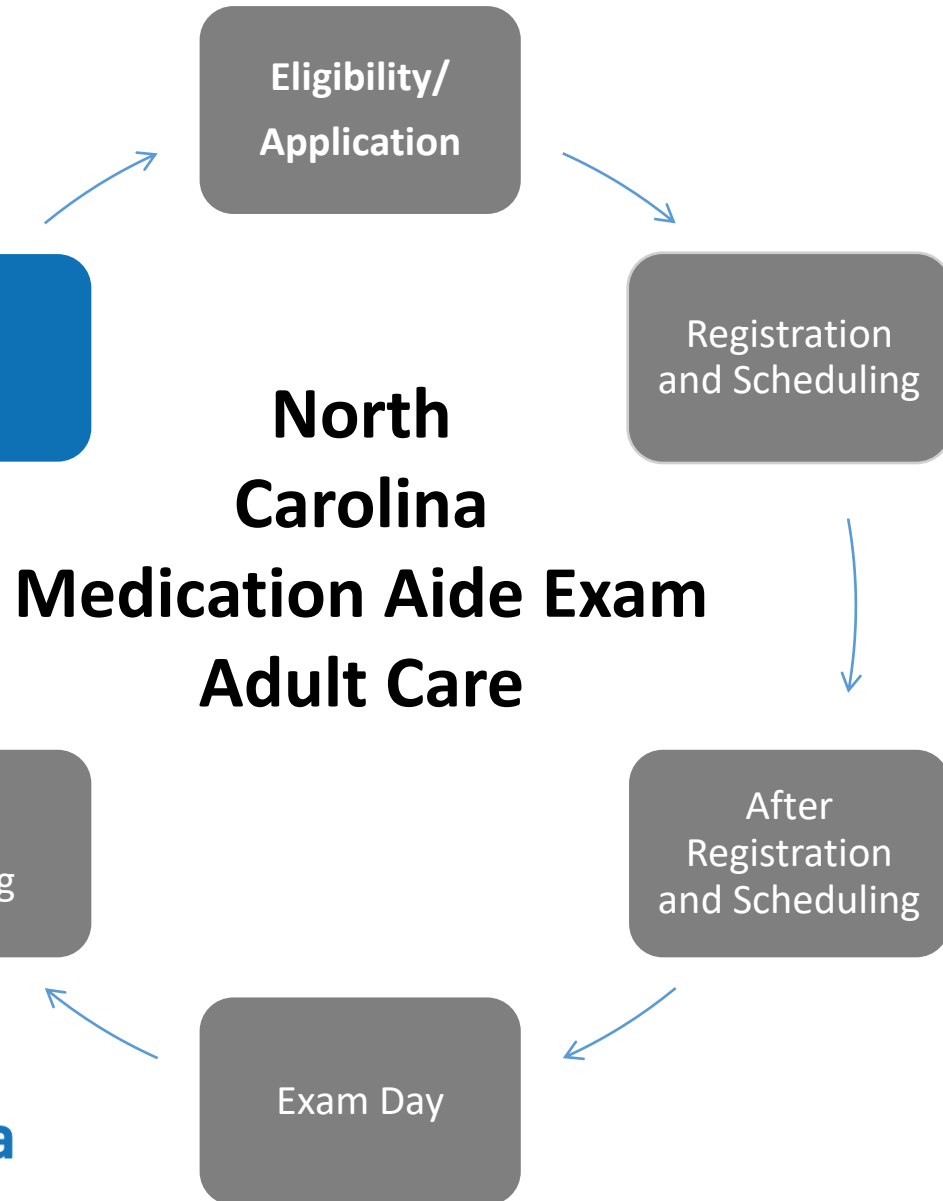 Eligibility/
Application
Registration
and Scheduling
North
Carolina
Medication Aide Exam
Adult Care
After
Registration
and Scheduling
g
Exam Day
a